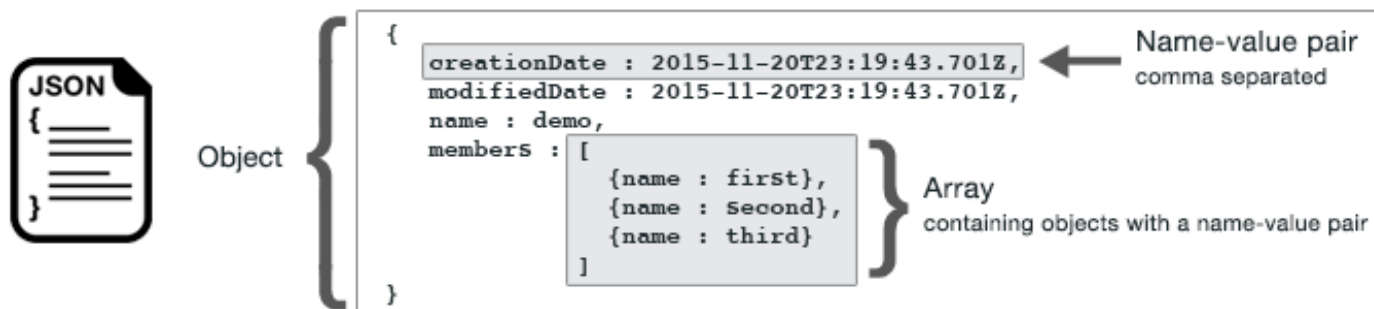 JSON
{
}
Object
{
creationDate : 2015-11-20T23:19:43.701Z,
modifiedDate : 2015-11-20T23:19:43.701Z,
name : demo,
members : [
{name : first},
{name : second},
{name : third}
]
}
Name-value pair
comma separated
Array
containing objects with a name-value pair